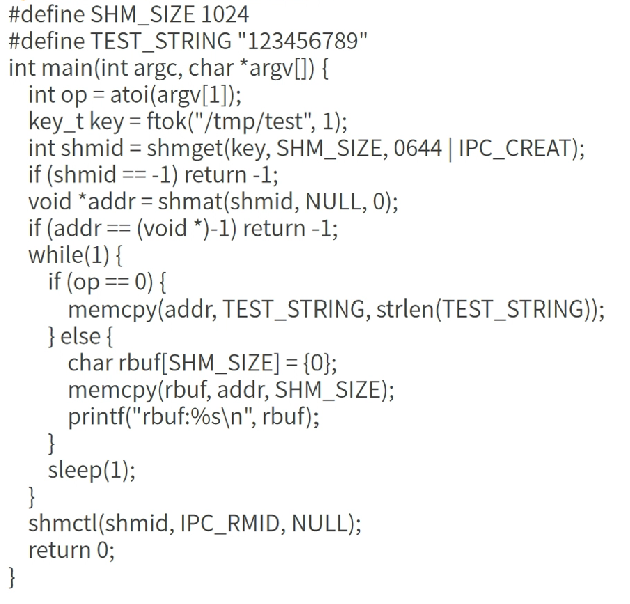 #define SHM_SIZE 1024
#define TEST_STRING "123456789"
int main(int argc, char *argv[]) {
int op = atoi(argv[1]);
key_t key = ftok("/tmp/test", 1);
int shmid = shmget(key, SHM_SIZE, 0644 | IPC_CREAT);
if (shmid == -1) return -1;
void *addr = shmat(shmid, NULL, 0);
if (addr == (void *)-1) return -1;
while(1) {
if (op == 0) {
memcpy(addr, TEST_STRING, strlen(TEST_STRING));
} else {
char rbuf[SHM_SIZE] = {0};
memcpy(rbuf, addr, SHM_SIZE);
printf("rbuf:%s\n", rbuf);
}
sleep(1);
}
shmctl(shmid, IPC_RMID, NULL);
return 0;
}